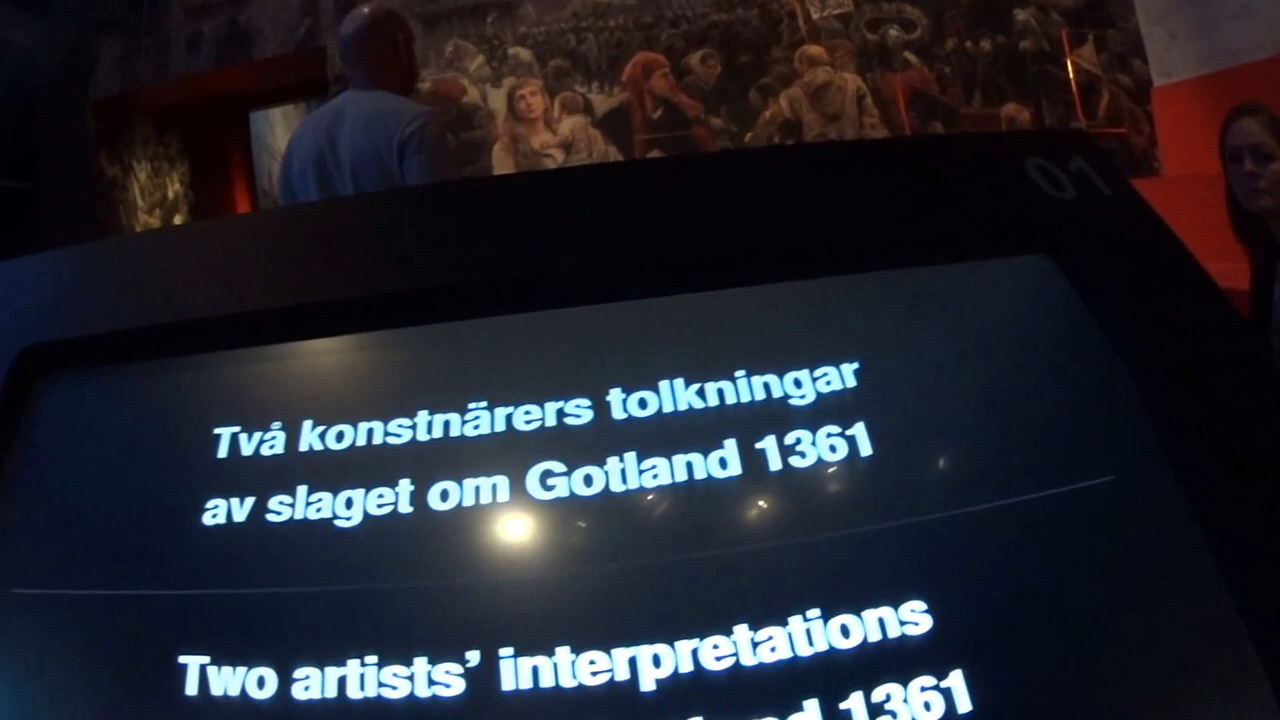 01
Två konstnärers tolkningar
av slaget om Gotland 1361
Two artists’ interpretations
1361